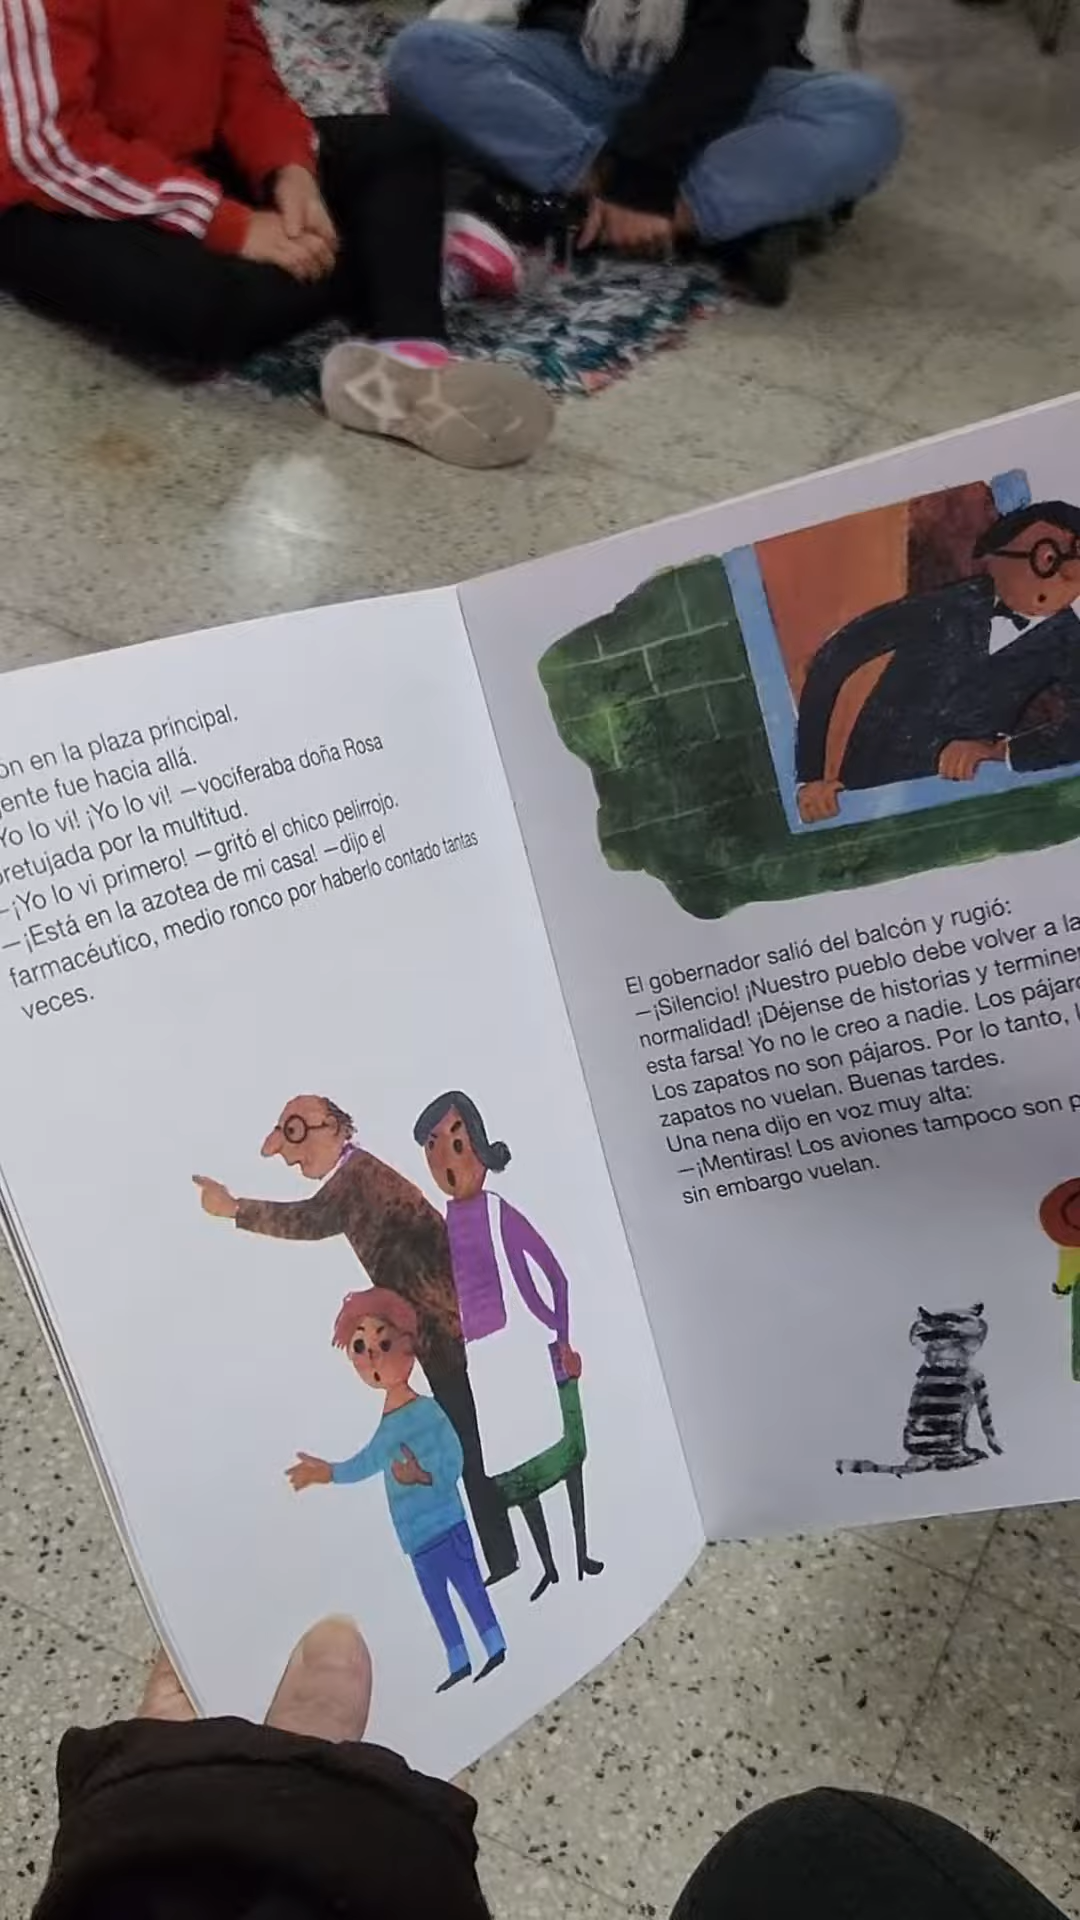 en la plaza principal.
fue hacia allá.
Yo lo vi! ¡Yo lo vi! —vociferaba doña Rosa
por la multitud.
—¡Yo lo vi primero! —gritó el chico pelirrojo.
—¡Está en la azotea de mi casa! —dijo el
farmacéutico, medio ronco por haberlo contado tantas
veces.
El gobernador salió del balcón y rugió:
—¡Silencio! ¡Nuestro pueblo debe volver a la
normalidad! ¡Déjense de historias y
esta farsa! Yo no le creo a nadie. Los
Los zapatos no son pájaros. Por lo tanto,
zapatos no vuelan. Buenas tardes.
Una nena dijo en voz muy alta:
—¡Mentiras! Los aviones tampoco son
sin embargo vuelan.